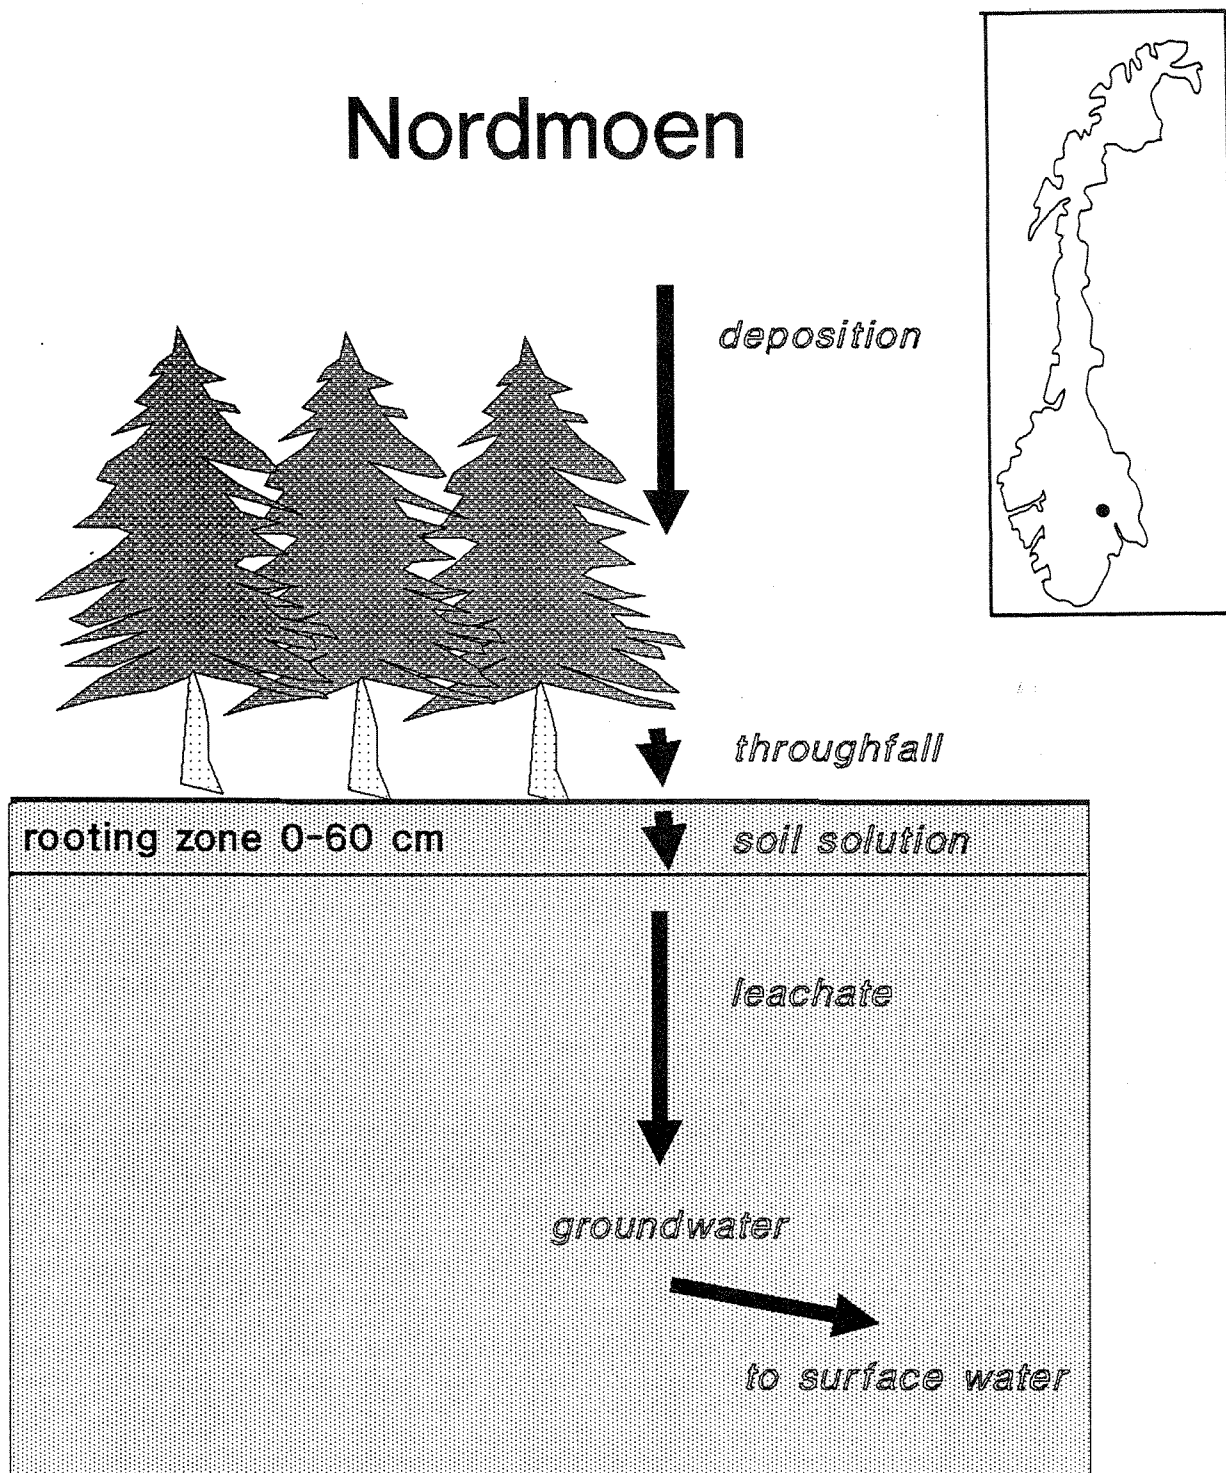 Nordmoen
deposition
throughfall
rooting zone 0-60 cm
soil solution
leachate
groundwater
to surface water